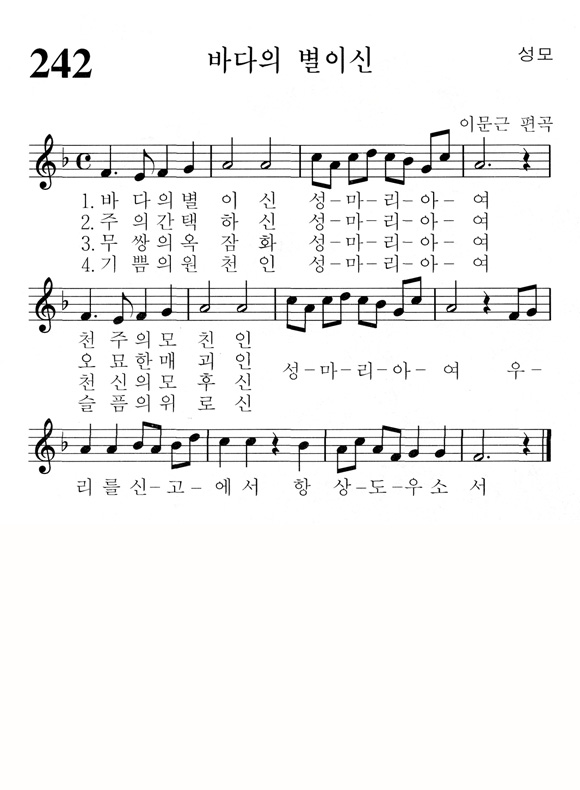 242 바다의 별이신 성모
이문근 편곡
1. 바 다의별 이 신 성-마-리-아- 여
2. 주 의간택 하 신 성-마-리-아- 여
3. 무 쌍의옥 잠 화 성-마-리-아- 여
4. 기 쁨의원 천 인 성-마-리-아- 여
천 주의모 친 인
오 묘한매 괴 인 성-마-리-아- 여 우-
천 신의모 후 신
슬 픔의위 로 신
리 를신-고-에서 항 상-도-우소 서